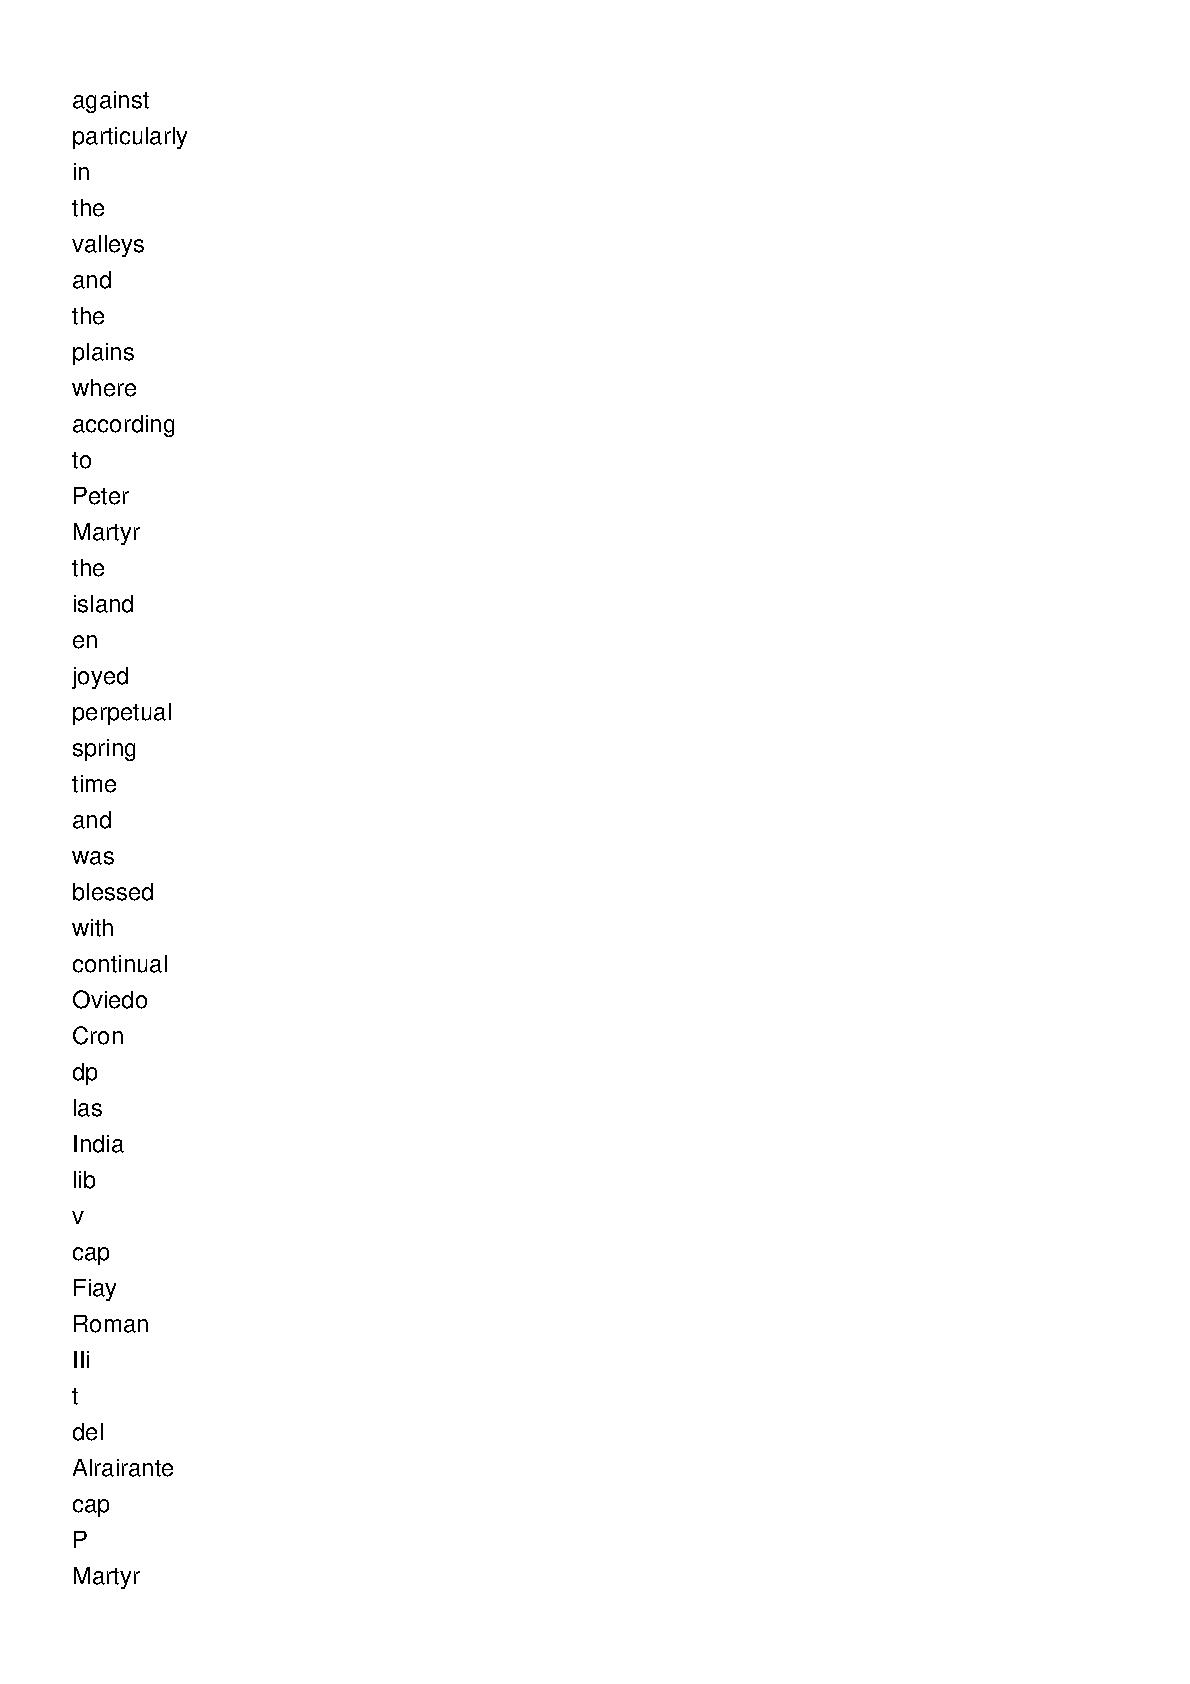 against
particularly
in
the
valleys
and
the
plains
where
according
to
Peter
Martyr
the
island
en
joyed
perpetual
spring
time
and
was
blessed
with
continual
Oviedo
Cron
dp
las
India
lib
v
cap
Fiay
Roman
IIi
t
del
Alrairante
cap
P
Martyr